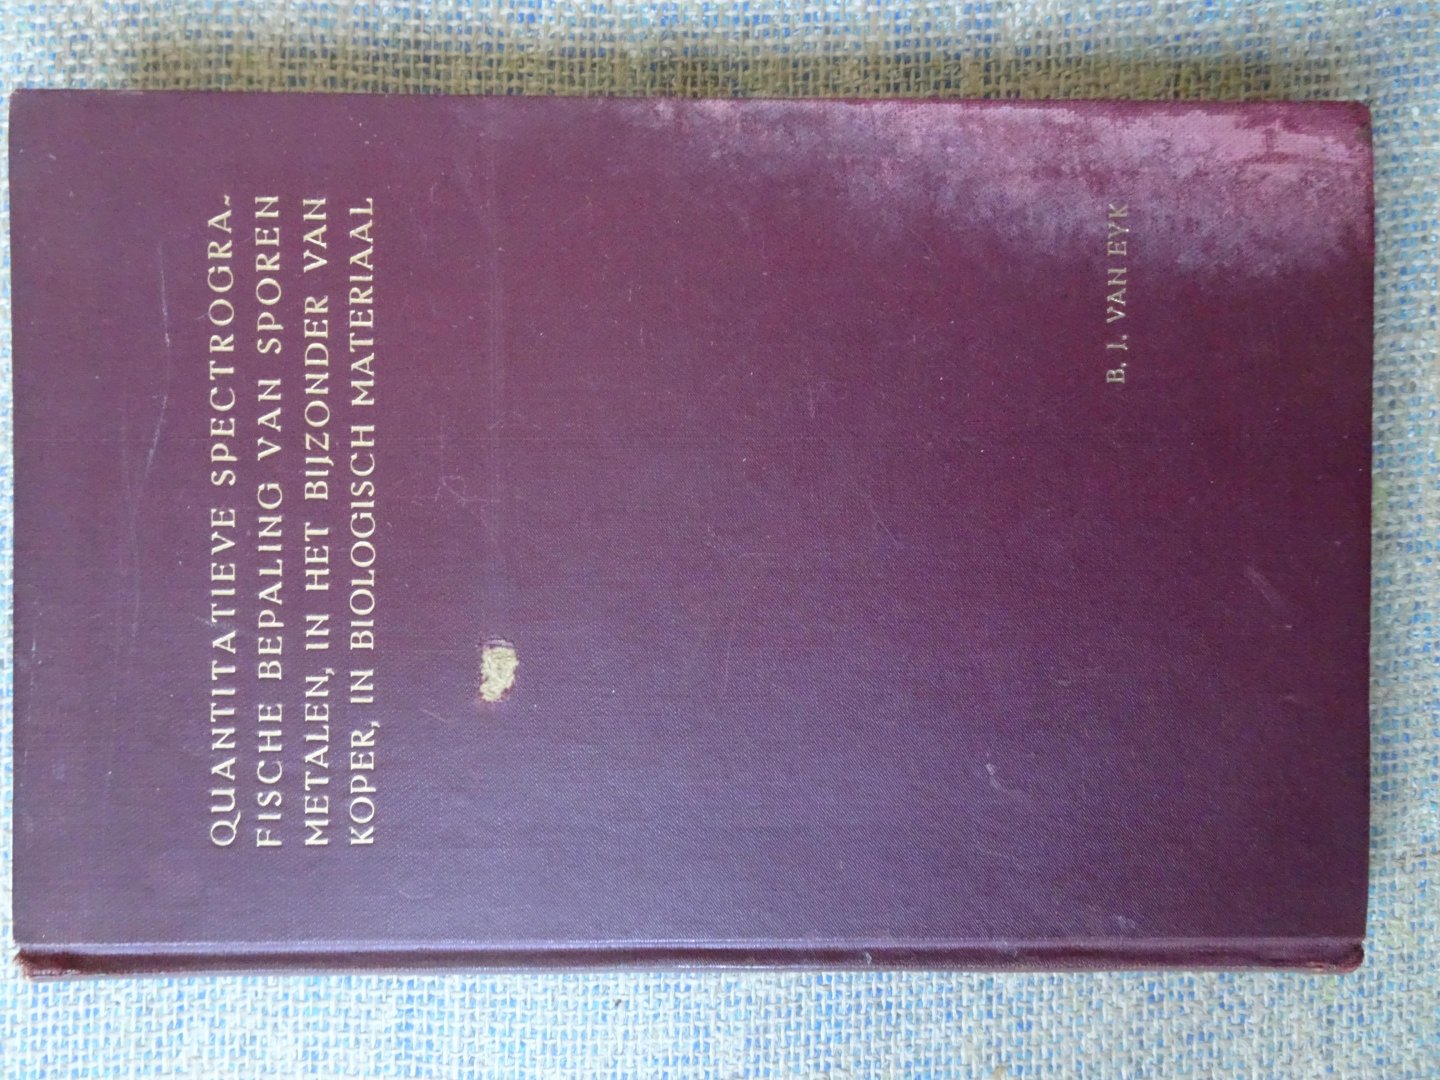 QUANTITATIEVE SPECTROGRA-
FISCHE BEPALING VAN SPOREN
METALEN, IN HET BIJZONDER VAN
KOPER, IN BIOLOGISCH MATERIAAL
B. J. VAN EYK